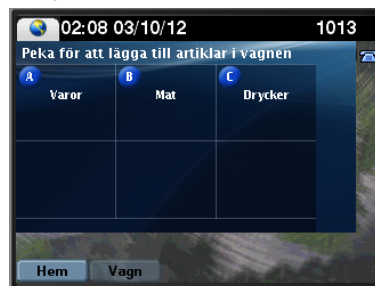 02:08 03/10/12 1013
Peka för att lägga till artiklar i vagnen
A B C
Varor Mat Drycker
Hem Vagn